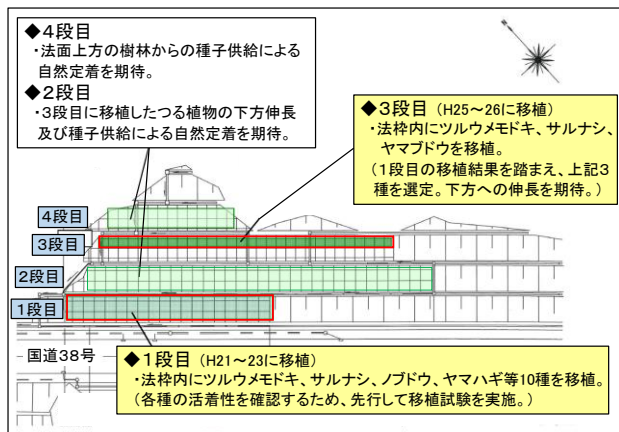 ◆４段目
・法面上方の樹林からの種子供給による
自然定着を期待。
◆２段目
・３段目に移植したつる植物の下方伸長
及び種子供給による自然定着を期待。
◆３段目 （H25～26に移植）
・法枠内にツルウメモドキ、サルナシ、
ヤマブドウを移植。
（１段目の移植結果を踏まえ、上記３
種を選定。下方への伸長を期待。）
４段目
３段目
２段目
１段目
国道38号
◆１段目 （H21～23に移植）
・法枠内にツルウメモドキ、サルナシ、ノブドウ、ヤマハギ等10種を移植。
（各種の活着性を確認するため、先行して移植試験を実施。）